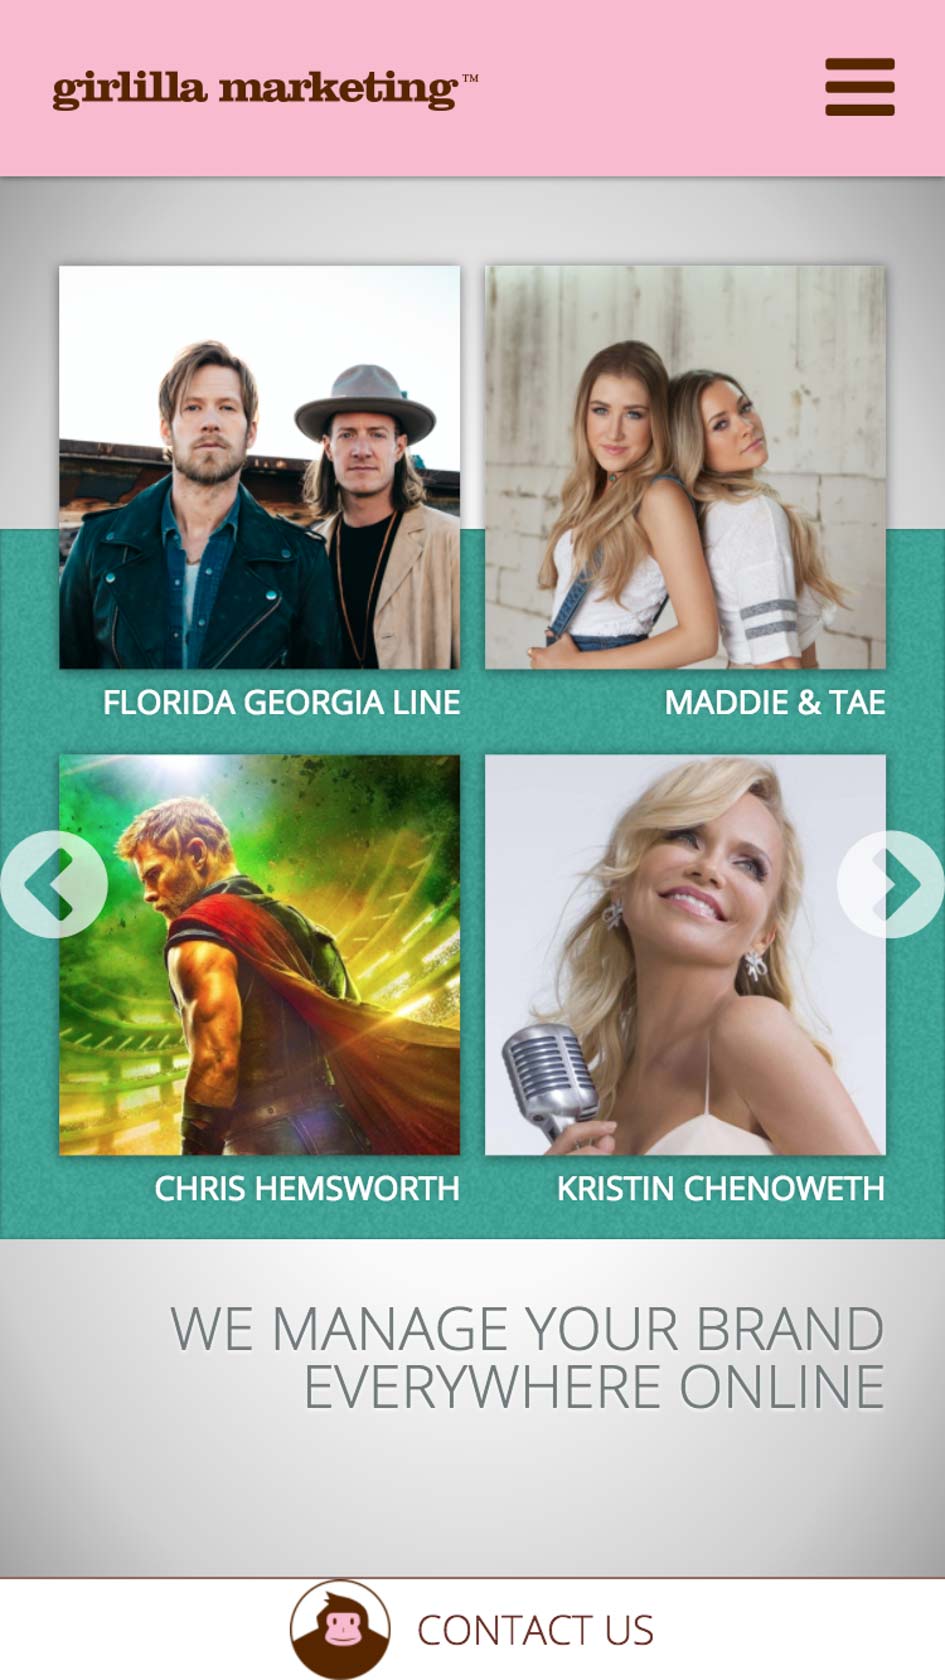 girlilla marketing™
FLORIDA GEORGIA LINE
MADDIE & TAE
CHRIS HEMSWORTH
KRISTIN CHENOWETH
WE MANAGE YOUR BRAND
EVERYWHERE ONLINE
CONTACT US